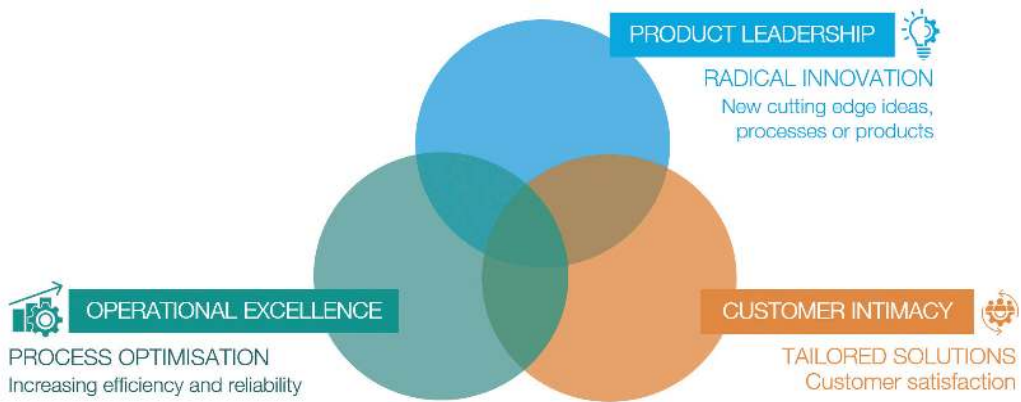 PRODUCT LEADERSHIP
RADICAL INNOVATION
New cutting edge ideas,
processes or products
OPERATIONAL EXCELLENCE
PROCESS OPTIMISATION
Increasing efficiency and reliability
CUSTOMER INTIMACY
TAILORED SOLUTIONS
Customer satisfaction